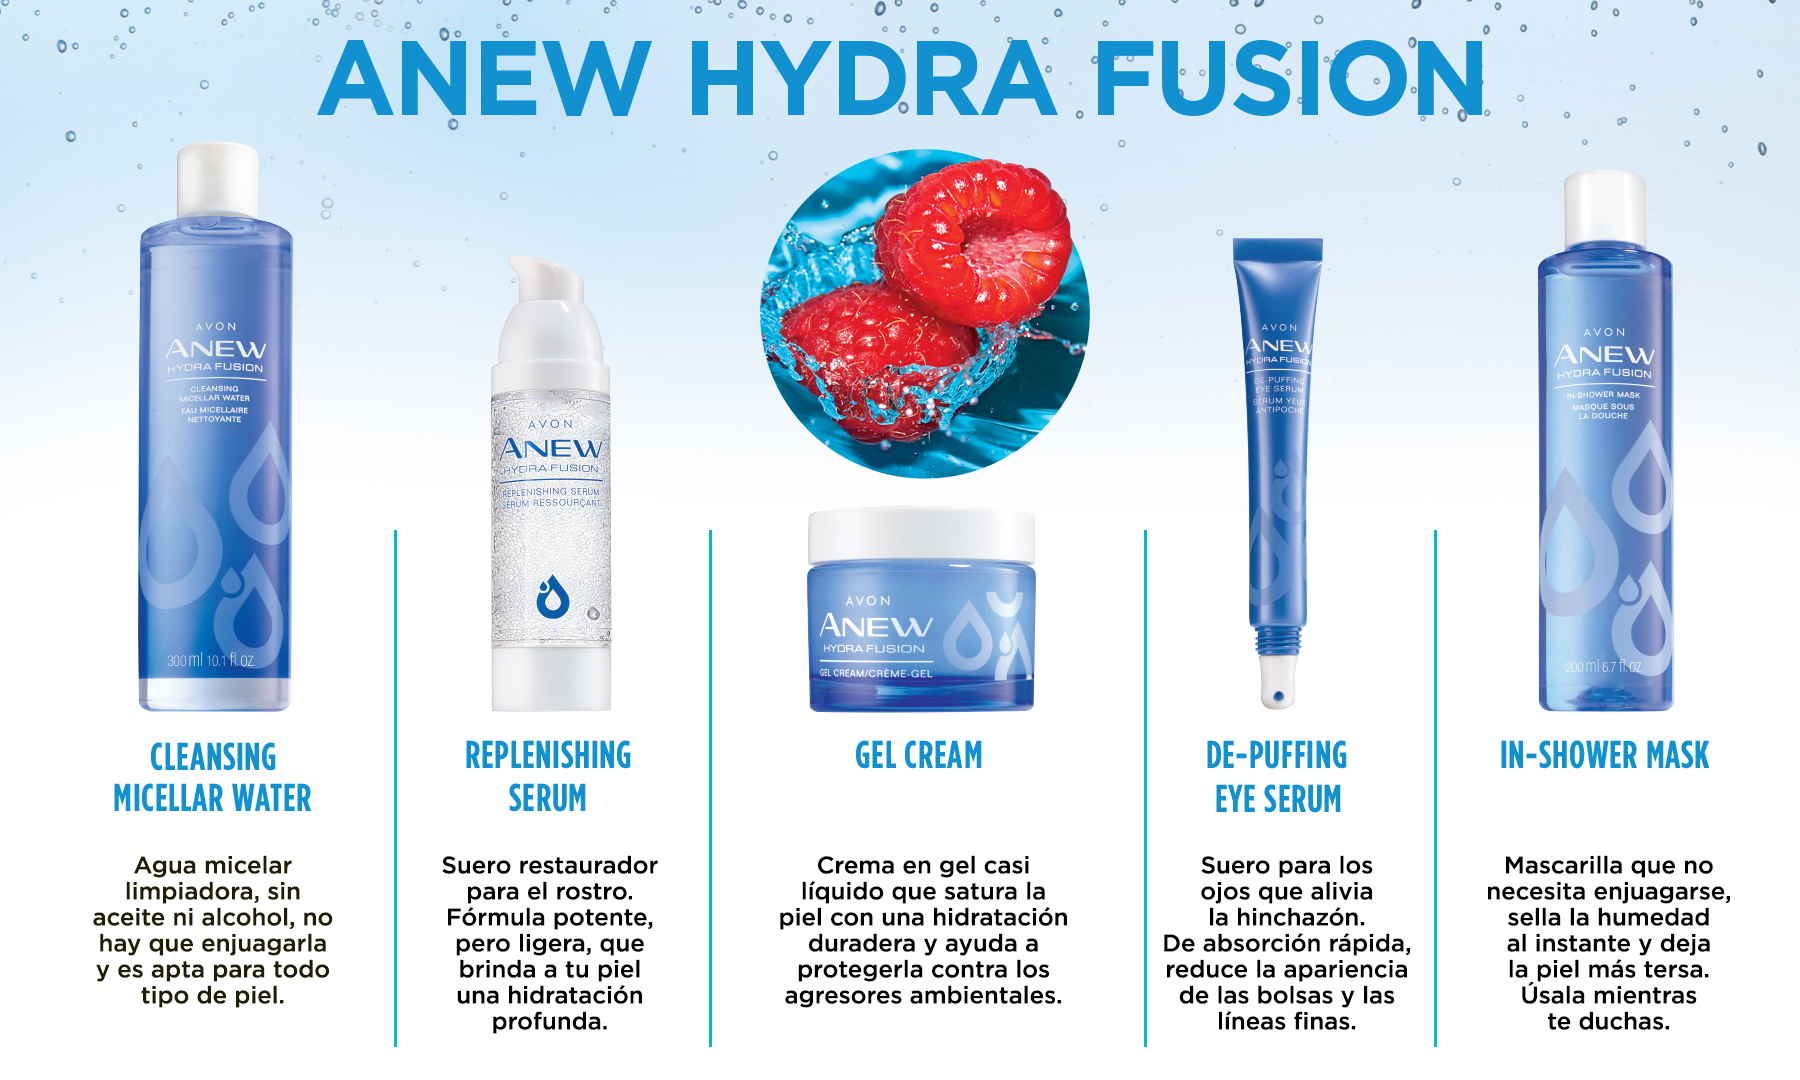 ANEW HYDRA FUSION
AVON
ANEW
HYDRA FUSION
CLEANSING
MICELLAR WATER
EAU MICELLAIRE
NETTOYANTE
300 ml 10.1 fl. oz.
AVON
ANEW
HYDRA FUSION
REPLENISHING SERUM
SÉRUM RESSOURÇANT
AVON
ANEW
HYDRA FUSION
GEL CREAM/CRÈME-GEL
AVON
ANEW
HYDRA FUSION
DE-PUFFING
EYE SERUM
SÉRUM YEUX
ANTIPOCHE
AVON
ANEW
HYDRA FUSION
IN-SHOWER MASK
MASQUE SOUS
LA DOUCHE
200 ml 6.7 fl. oz.
CLEANSING
MICELLAR WATER
Agua micelar
limpiadora, sin
aceite ni alcohol, no
hay que enjuagarla
y es apta para todo
tipo de piel.
REPLENISHING
SERUM
Suero restaurador
para el rostro.
Fórmula potente,
pero ligera, que
brinda a tu piel
una hidratación
profunda.
GEL CREAM
Crema en gel casi
líquido que satura la
piel con una hidratación
duradera y ayuda a
protegerla contra los
agresores ambientales.
DE-PUFFING
EYE SERUM
Suero para los
ojos que alivia
la hinchazón.
De absorción rápida,
reduce la apariencia
de las bolsas y las
líneas finas.
IN-SHOWER MASK
Mascarilla que no
necesita enjuagarse,
sella la humedad
al instante y deja
la piel más tersa.
Úsala mientras
te duchas.